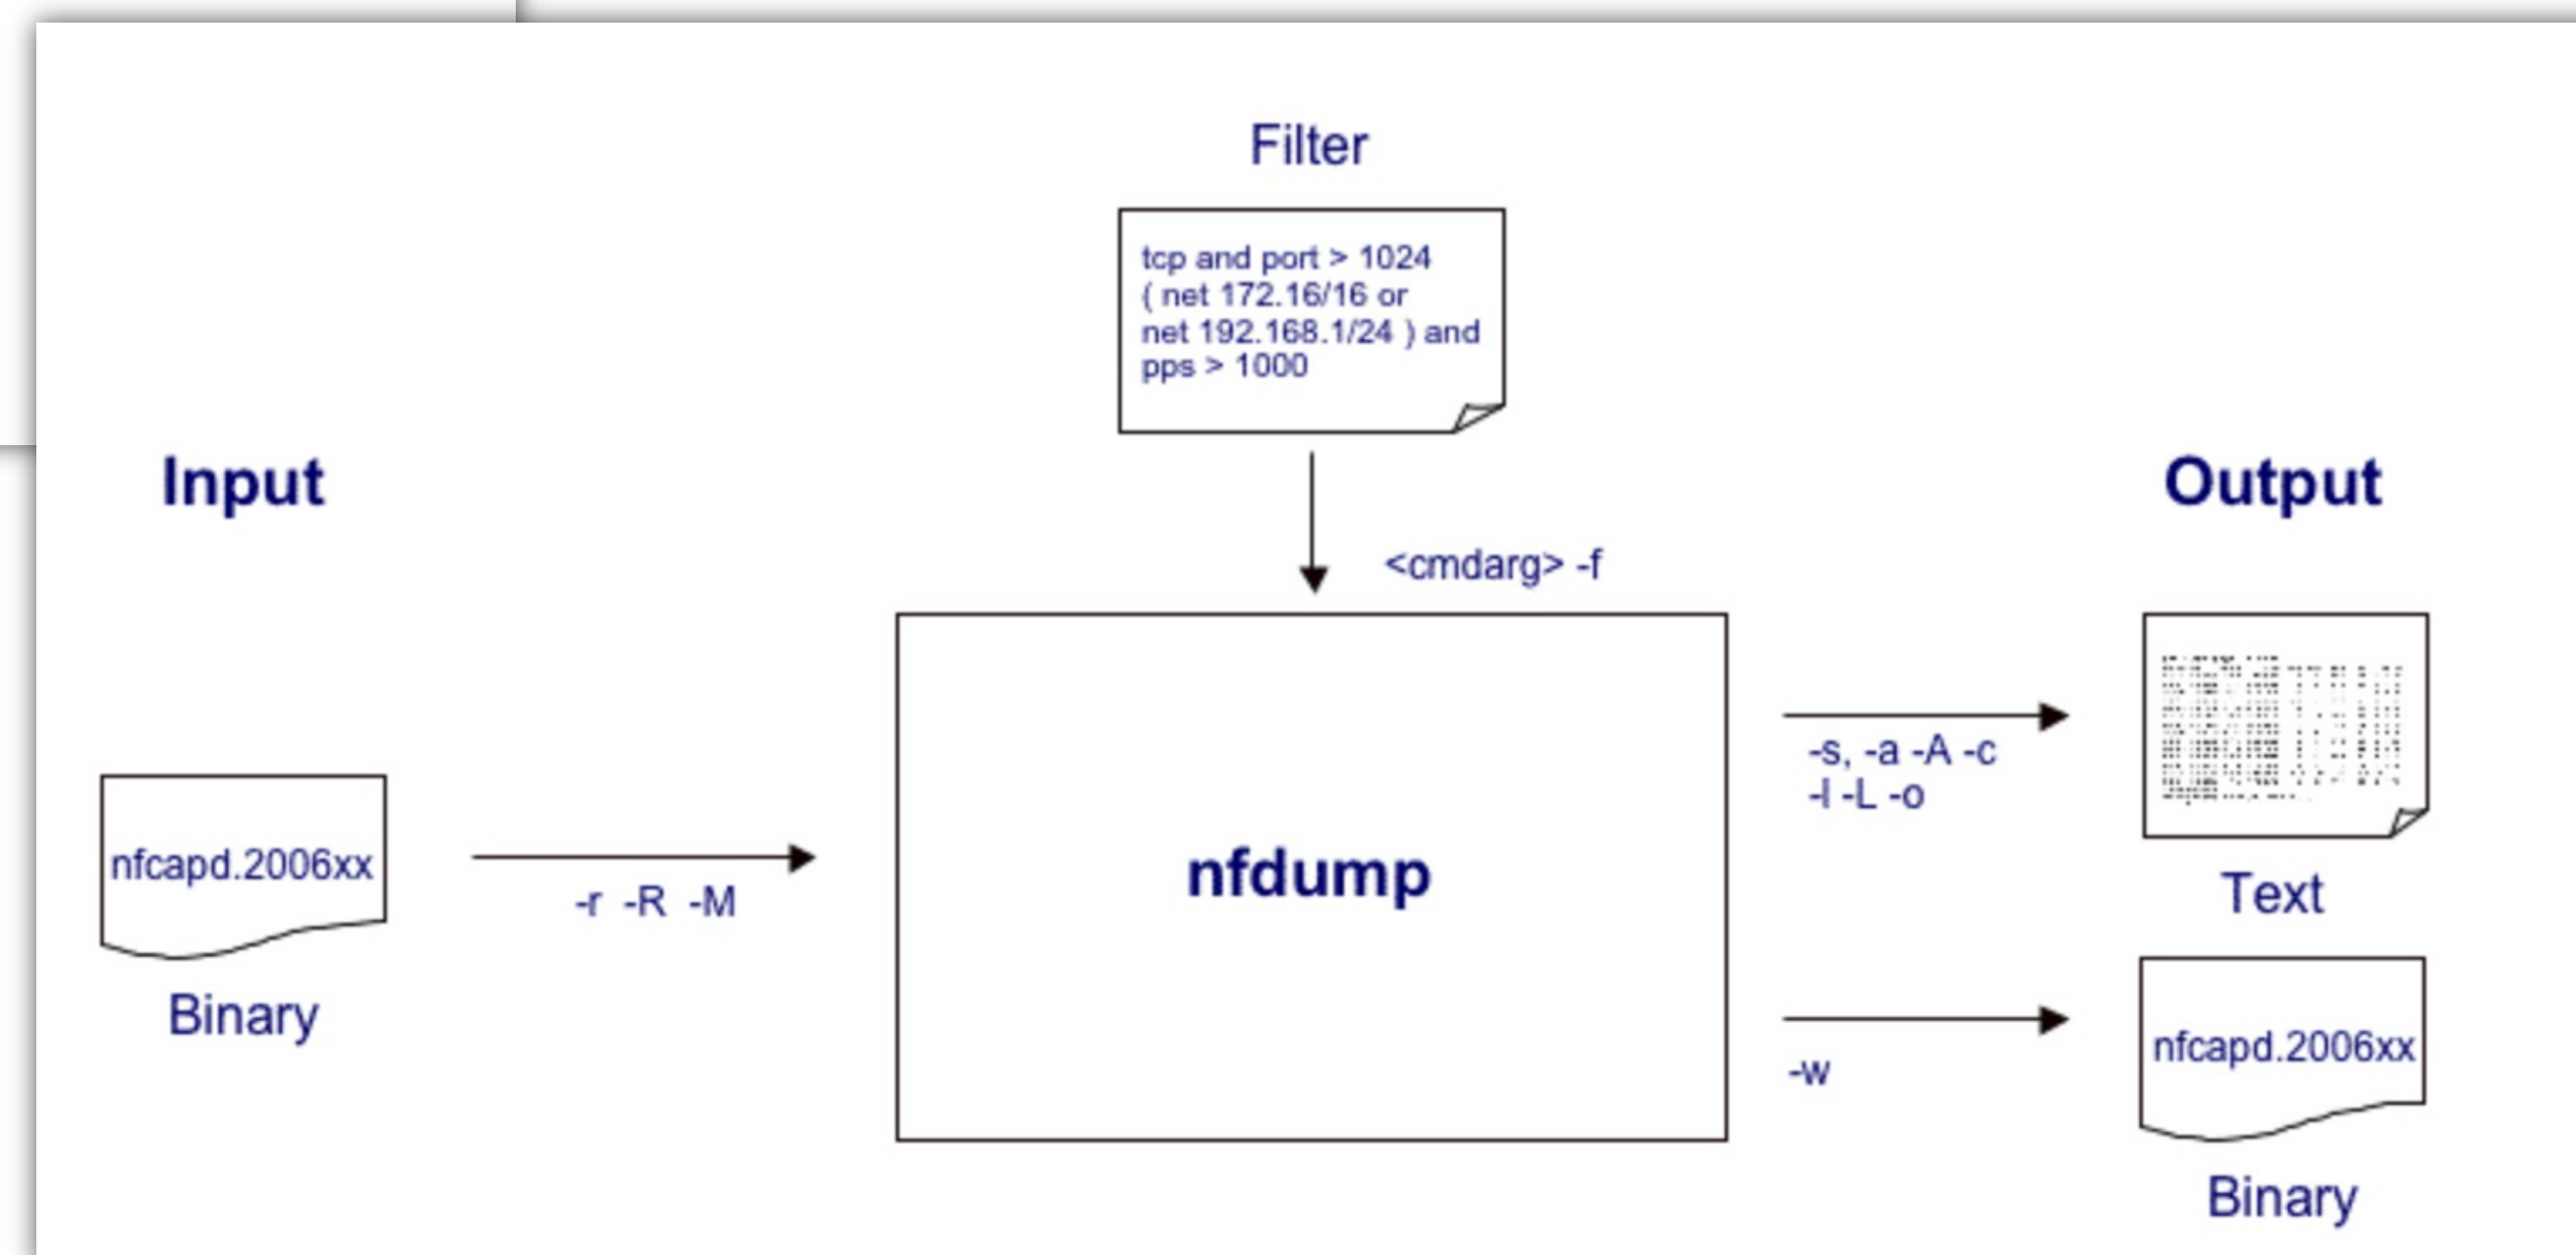 Filter
tcp and port > 1024
( net 172.16/16 or
net 192.168.1/24 ) and
pps > 1000
Input
Output
<cmdarg> -f
nfcapd.2006xx
-r -R -M
Binary
nfdump
-s, -a -A -c
-l -L -o
Text
-w
nfcapd.2006xx
Binary